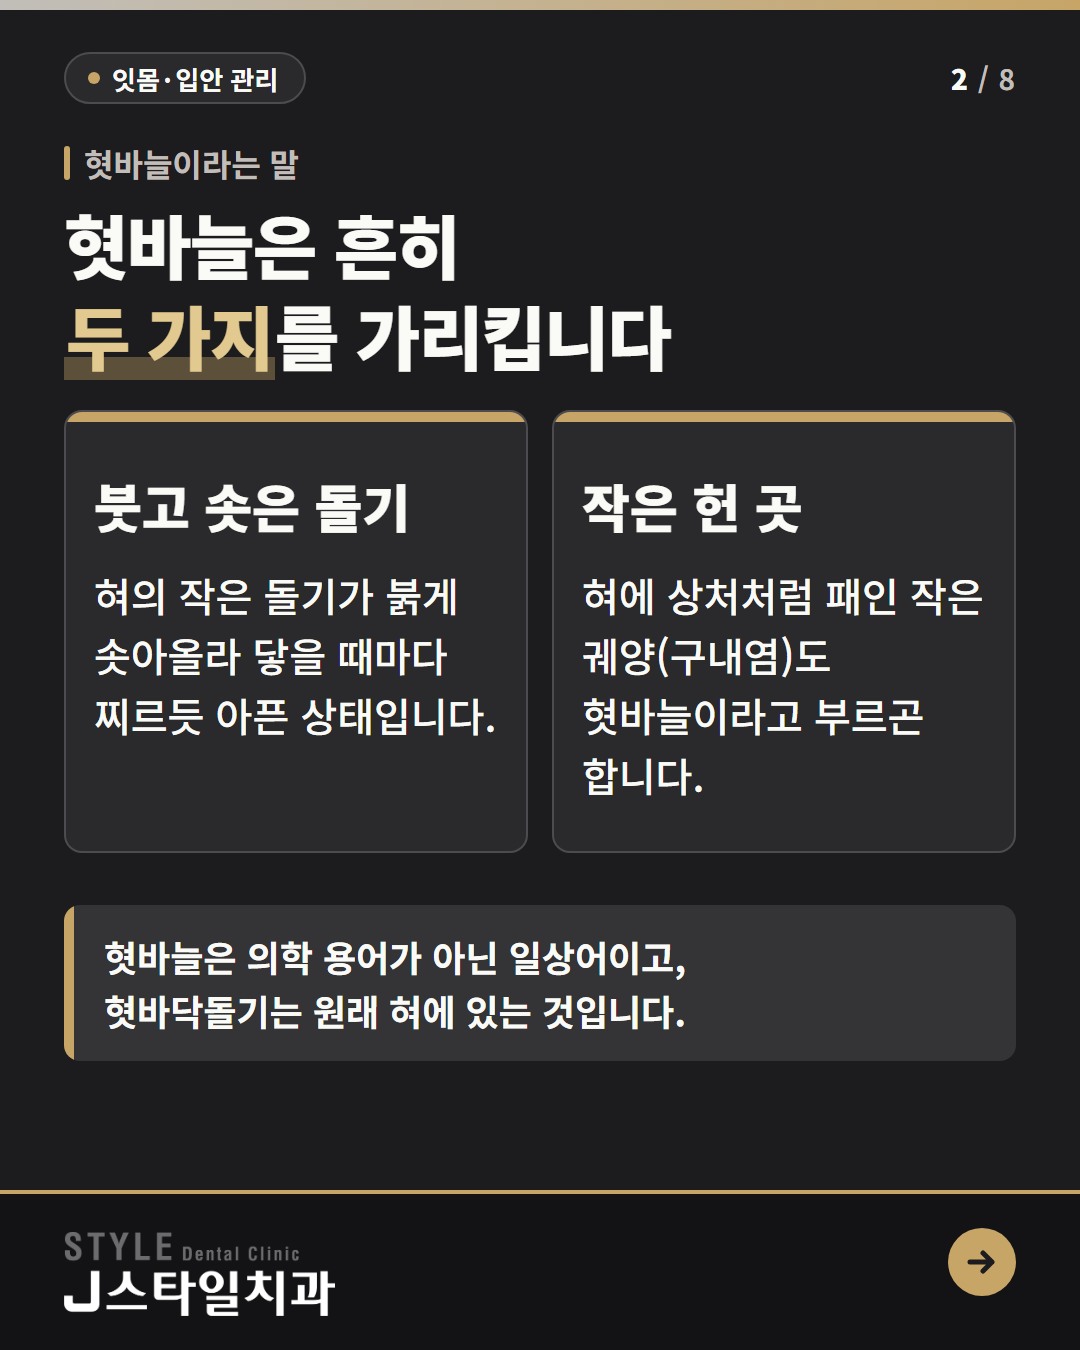 잇몸·입안 관리
2 / 8
혓바늘이라는 말
혓바늘은 흔히
두 가지를 가리킵니다
붓고 솟은 돌기
혀의 작은 돌기가 붉게
솟아올라 닿을 때마다
찌르듯 아픈 상태입니다.
작은 헌 곳
혀에 상처처럼 패인 작은
궤양(구내염)도
혓바늘이라고 부르곤
합니다.
혓바늘은 의학 용어가 아닌 일상어이고,
혓바닥돌기는 원래 혀에 있는 것입니다.
STYLE Dental Clinic
J스타일치과